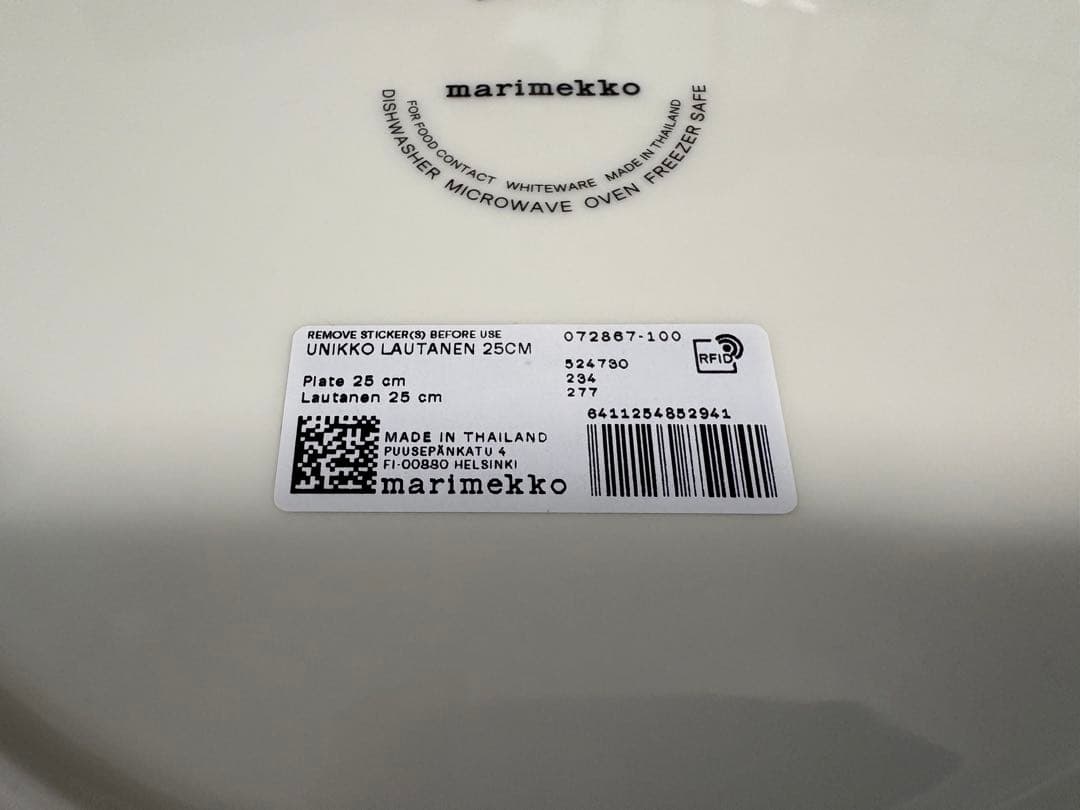 marimekko
FOR FOOD CONTACT WHITEWARE MADE IN THAILAND
DISHWASHER MICROWAVE OVEN FREEZER SAFE
REMOVE STICKER(S) BEFORE USE
UNIKKO LAUTANEN 25CM
072867-100
RFID
524730
234
277
Plate 25 cm
Lautanen 25 cm
6411254852941
MADE IN THAILAND
PUUSEPÄNKATU 4
FI-00880 HELSINKI
marimekko